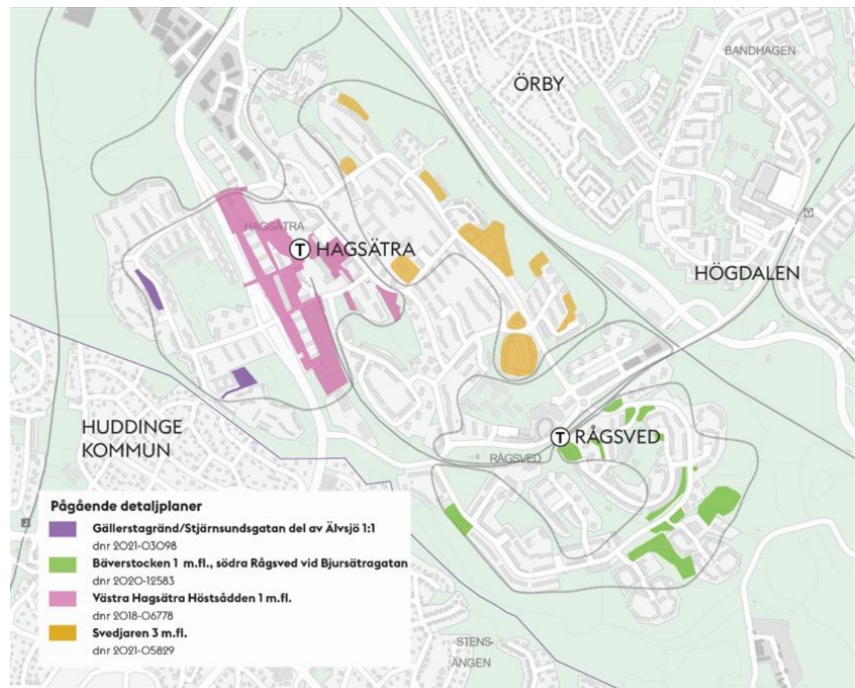 BANDHAGEN
ÖRBY
HAGSÄTRA
T HAGSÄTRA
HÖGDALEN
HUDDINGE
KOMMUN
T RÅGSVED
RÅGSVED
Pågående detaljplaner
Gällerstagränd/Stjärnsundsgatan del av Älvsjö 1:1
dnr 2021-03098
Bäverstocken 1 m.fl., södra Rågsved vid Bjursätragatan
dnr 2020-12583
Västra Hagsätra Höstsådden 1 m.fl.
dnr 2018-06778
Svedjaren 3 m.fl.
dnr 2021-05829
STENS-
ÄNGEN